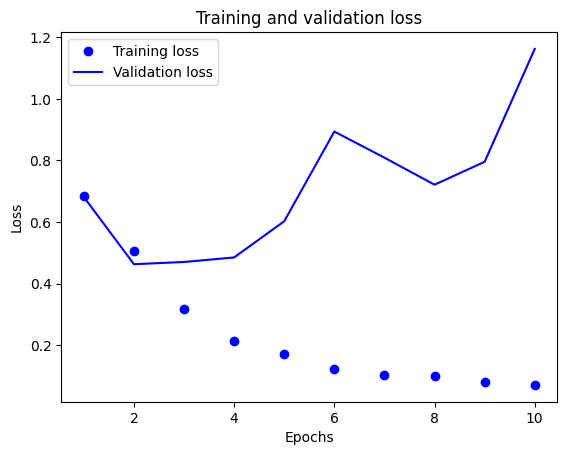 Training and validation loss
Training loss
Validation loss
1.2
1.0
0.8
0.6
0.4
0.2
Loss
2
4
6
8
10
Epochs